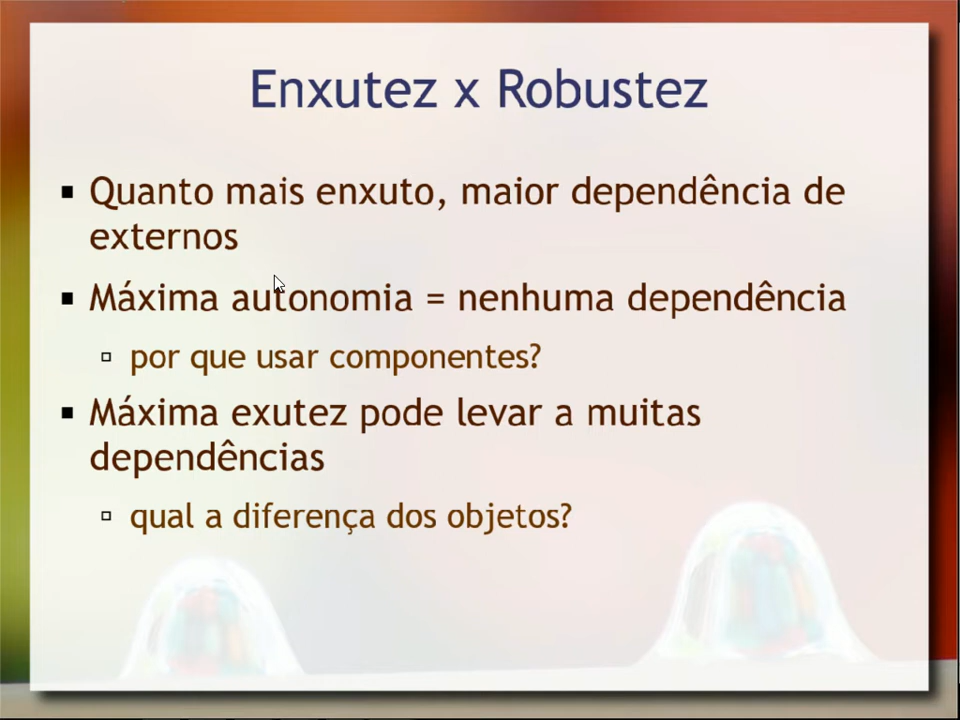 Enxutez x Robustez
Quanto mais enxuto, maior dependência de
externos
Máxima autonomia = nenhuma dependência
por que usar componentes?
Máxima exutez pode levar a muitas
dependências
qual a diferença dos objetos?